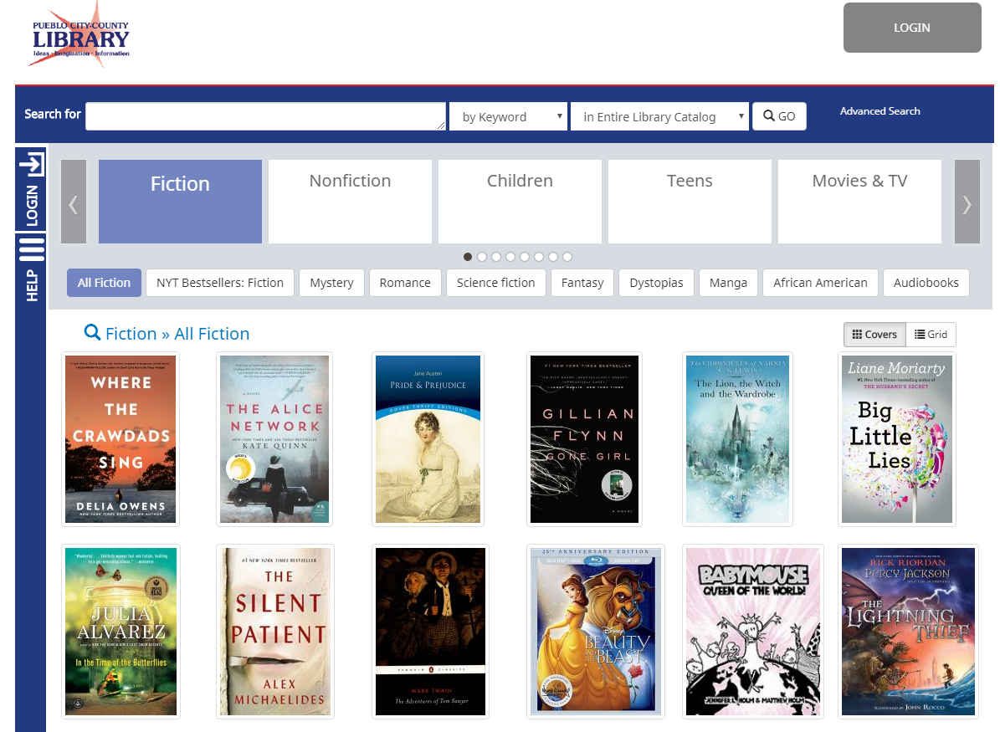 PUEBLO CITY-COUNTY
LIBRARY
Ideas · Imagination · Information
LOGIN
Search for
by Keyword
in Entire Library Catalog
GO
Advanced Search
LOGIN
HELP
Fiction
Nonfiction
Children
Teens
Movies & TV
All Fiction
NYT Bestsellers: Fiction
Mystery
Romance
Science fiction
Fantasy
Dystopias
Manga
African American
Audiobooks
Fiction » All Fiction
Covers
Grid
WHERE
THE
CRAWDADS
SING
A NOVEL
DELIA OWENS
NEW YORK TIMES BESTSELLING AUTHOR
A NOVEL
THE ALICE
NETWORK
NEW YORK TIMES AND USA TODAY BESTSELLER
KATE QUINN
P.S.
Jane Austen
PRIDE & PREJUDICE
DOVER THRIFT EDITIONS
#1 NEW YORK TIMES BESTSELLER
GILLIAN
FLYNN
GONE GIRL
A NOVEL
The CHRONICLES of NARNIA
C. S. LEWIS
The Lion, the Witch
and the Wardrobe
Liane Moriarty
#1 New York Times–bestselling author of
THE HUSBAND'S SECRET
Big
Little
Lies
JULIA
ALVAREZ
In the Time of the Butterflies
#1 NEW YORK TIMES BESTSELLER
THE
SILENT
PATIENT
ALEX
MICHAELIDES
PENGUIN CLASSICS
MARK TWAIN
The Adventures of Tom Sawyer
25TH ANNIVERSARY EDITION
Disney
BEAUTY
AND THE
BEAST
BABYMOUSE
QUEEN OF THE WORLD!
JENNIFER L. HOLM & MATTHEW HOLM
RICK RIORDAN
PERCY JACKSON
AND THE OLYMPIANS
THE
LIGHTNING
THIEF
ILLUSTRATED BY JOHN ROCCO